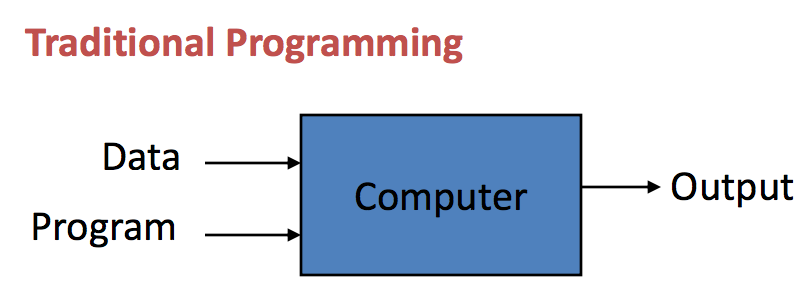 Traditional Programming
Data
Program
Computer
Output